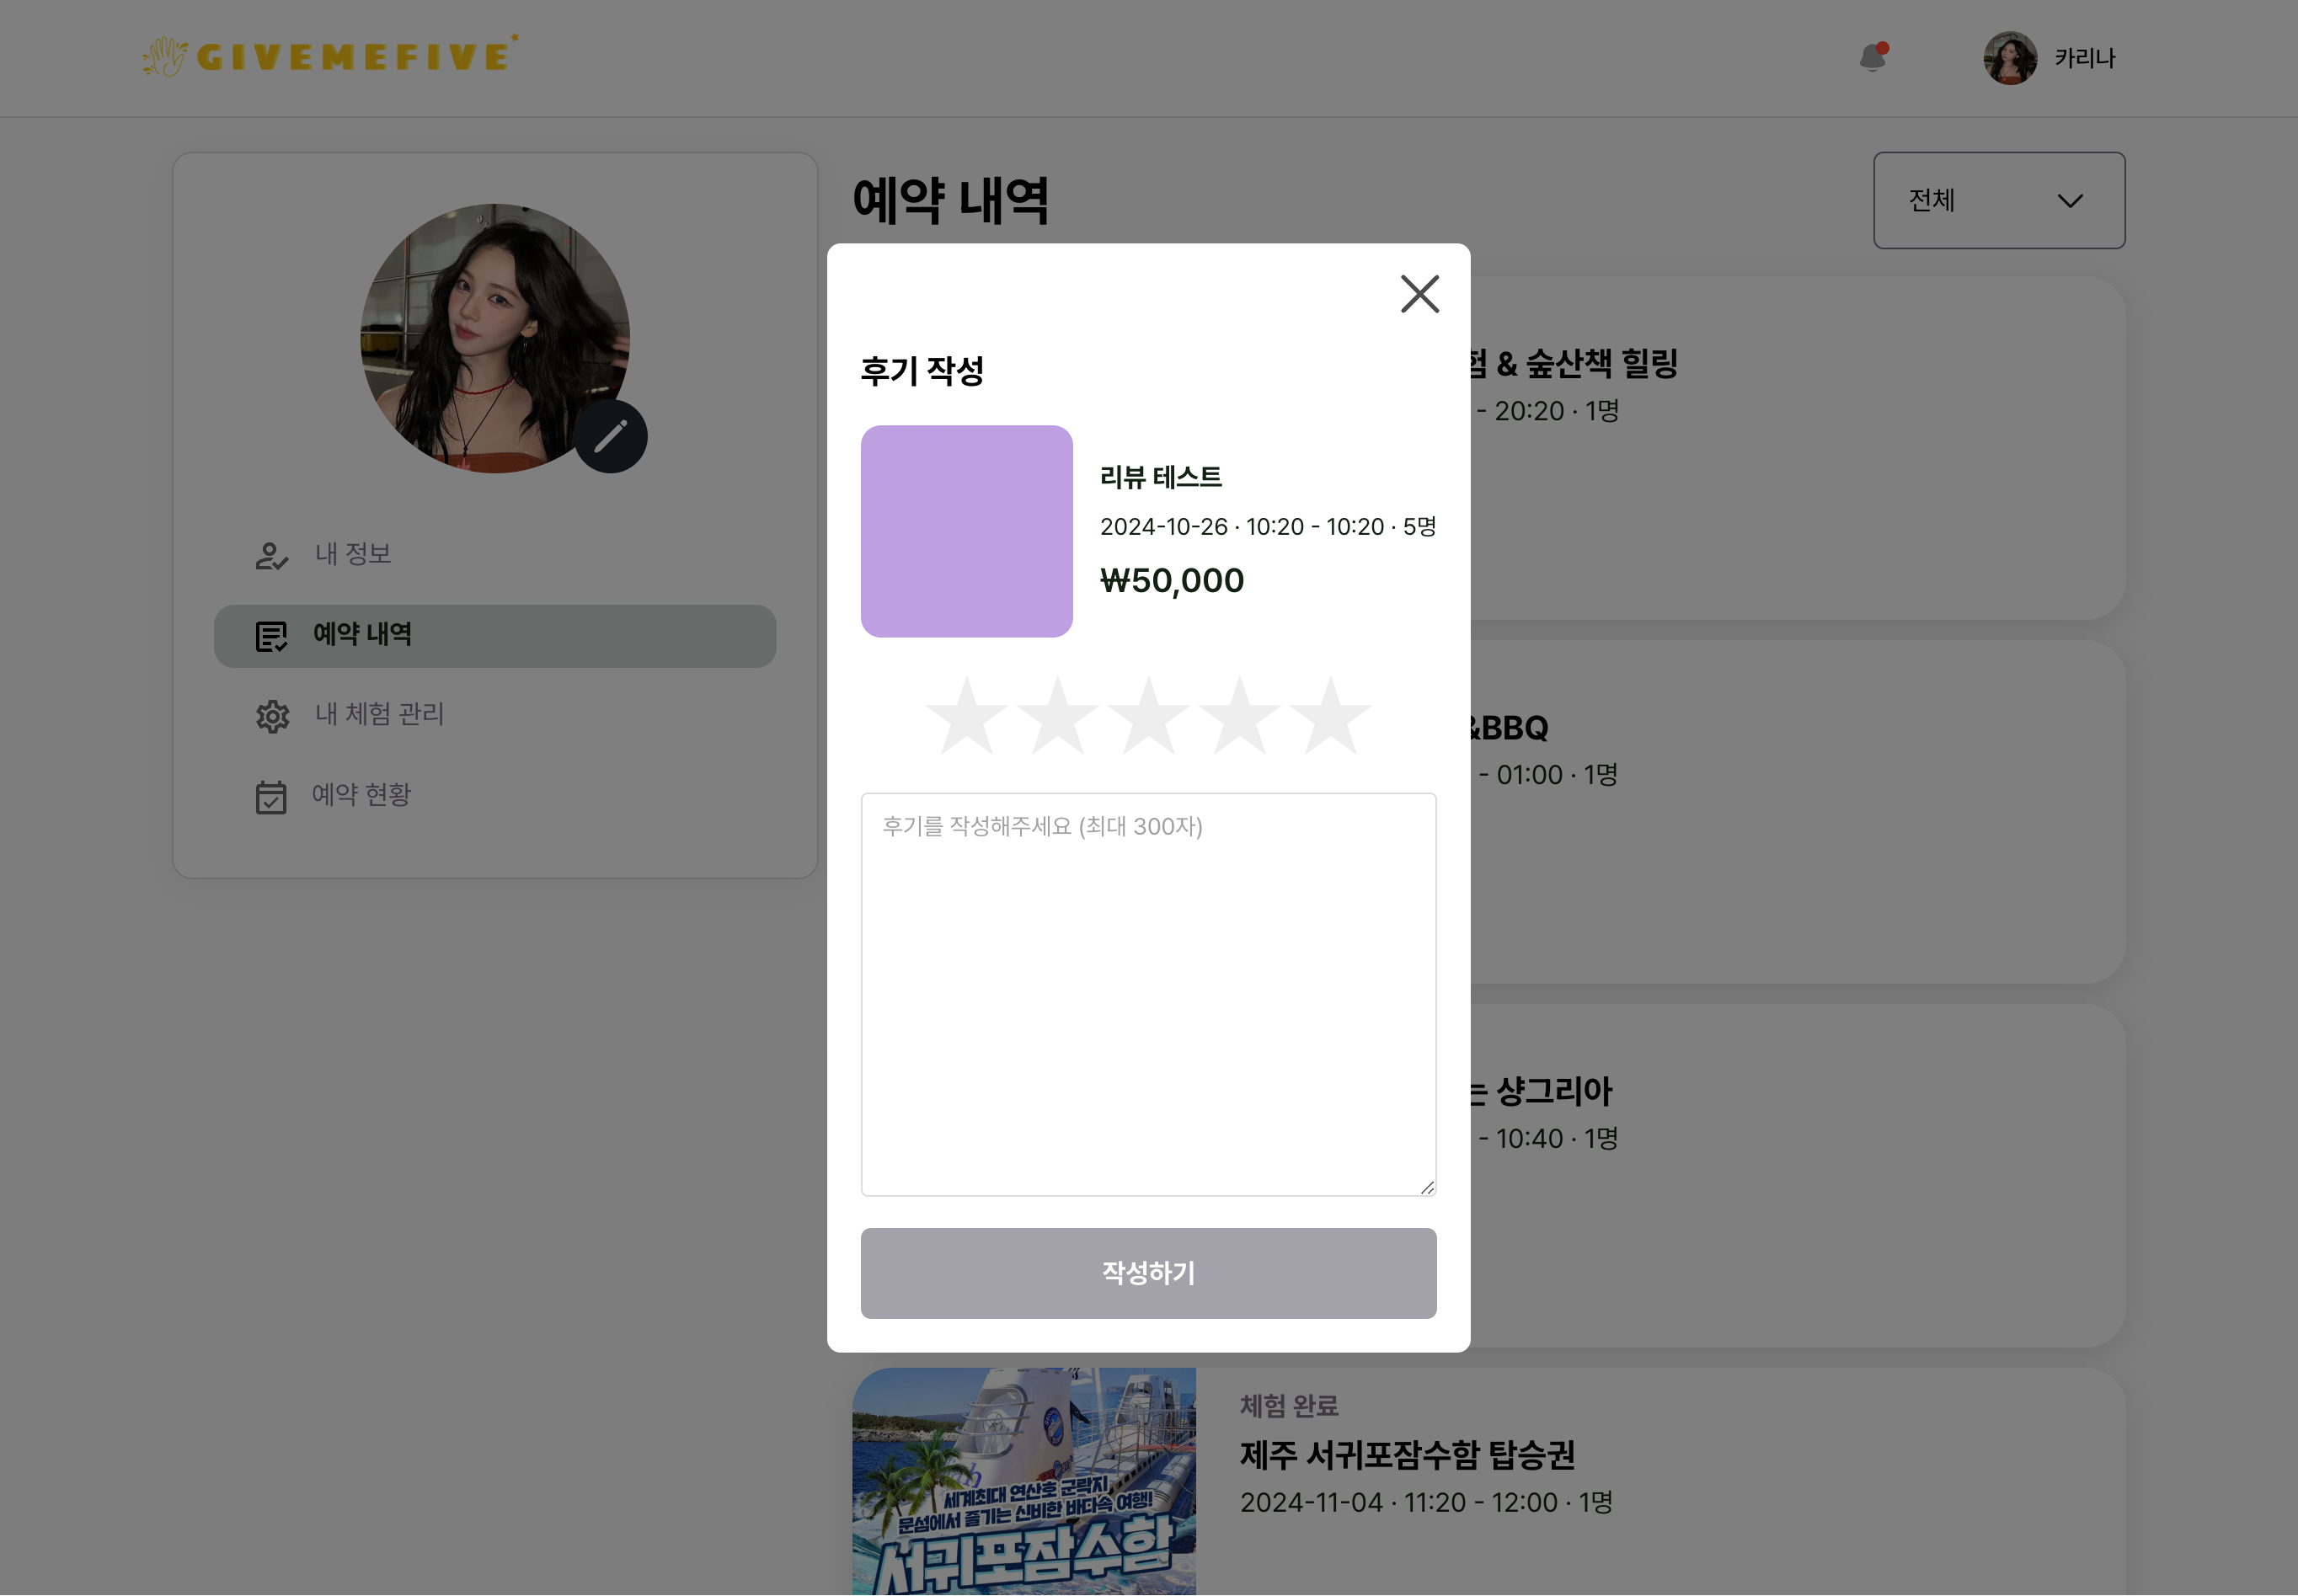 GIVEMEFIVE
카리나
예약 내역
전체
내 정보
예약 내역
내 체험 관리
예약 현황
후기 작성
리뷰 테스트
2024-10-26 · 10:20 - 10:20 · 5명
₩50,000
후기를 작성해주세요 (최대 300자)
작성하기
& 숲산책 힐링
- 20:20 · 1명
&BBQ
- 01:00 · 1명
샹그리아
- 10:40 · 1명
체험 완료
제주 서귀포잠수함 탑승권
2024-11-04 · 11:20 - 12:00 · 1명
세계최대 연산호 군락지
문섬에서 즐기는 신비한 바다속 여행!
서귀포잠수함